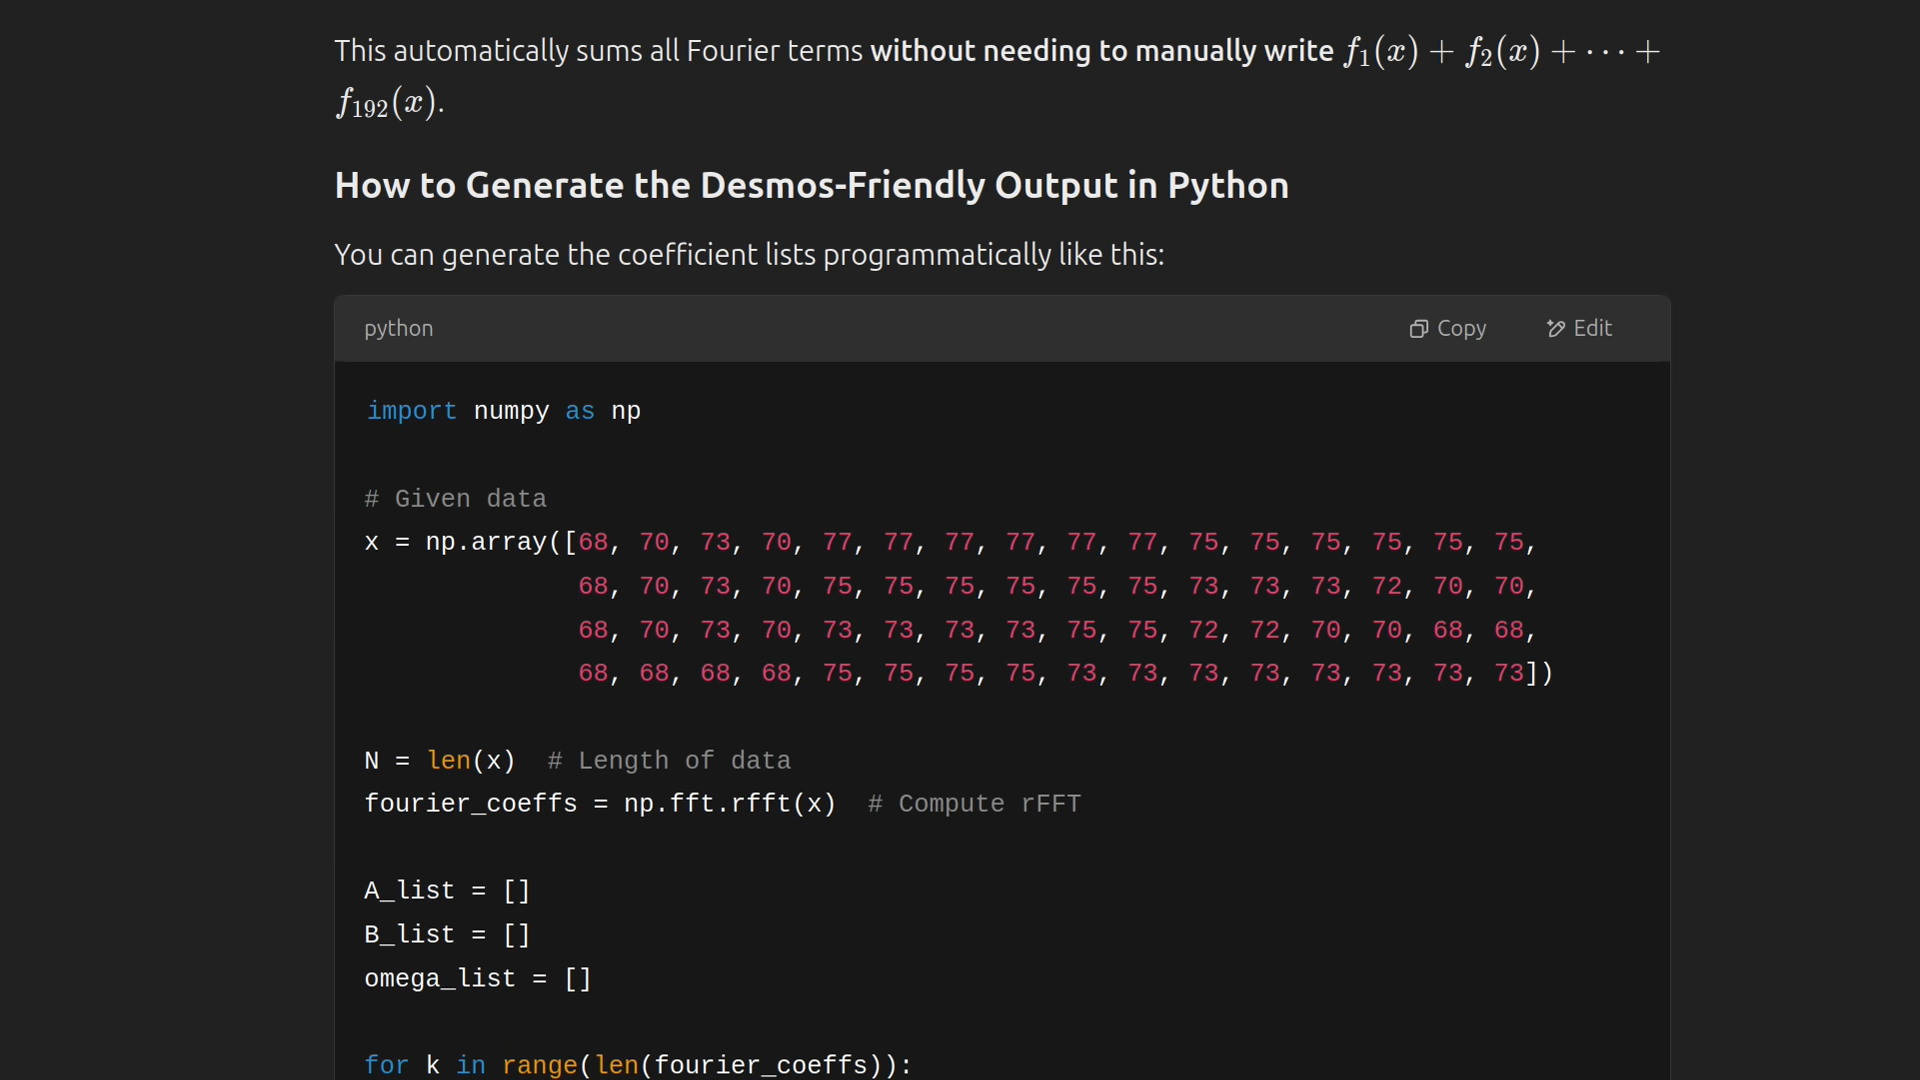 This automatically sums all Fourier terms without needing to manually write f₁(x) + f₂(x) + ⋯ +
f₁₉₂(x).
How to Generate the Desmos-Friendly Output in Python
You can generate the coefficient lists programmatically like this:
python Copy Edit
import numpy as np
# Given data
x = np.array([68, 70, 73, 70, 77, 77, 77, 77, 77, 77, 75, 75, 75, 75, 75, 75,
68, 70, 73, 70, 75, 75, 75, 75, 75, 75, 73, 73, 73, 72, 70, 70,
68, 70, 73, 70, 73, 73, 73, 73, 75, 75, 72, 72, 70, 70, 68, 68,
68, 68, 68, 68, 75, 75, 75, 75, 73, 73, 73, 73, 73, 73, 73, 73])
N = len(x)  # Length of data
fourier_coeffs = np.fft.rfft(x)  # Compute rFFT
A_list = []
B_list = []
omega_list = []
for k in range(len(fourier_coeffs)):